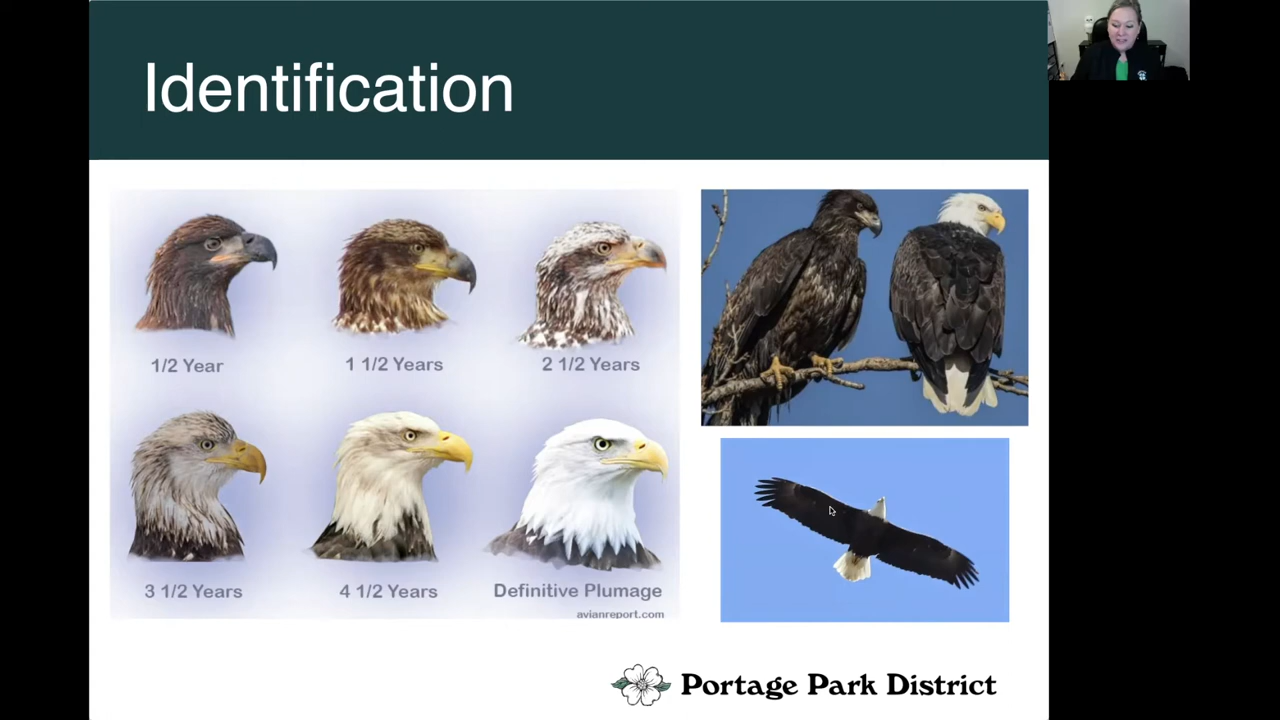 Identification
1/2 Year
1 1/2 Years
2 1/2 Years
3 1/2 Years
4 1/2 Years
Definitive Plumage
avianreport.com
Portage Park District